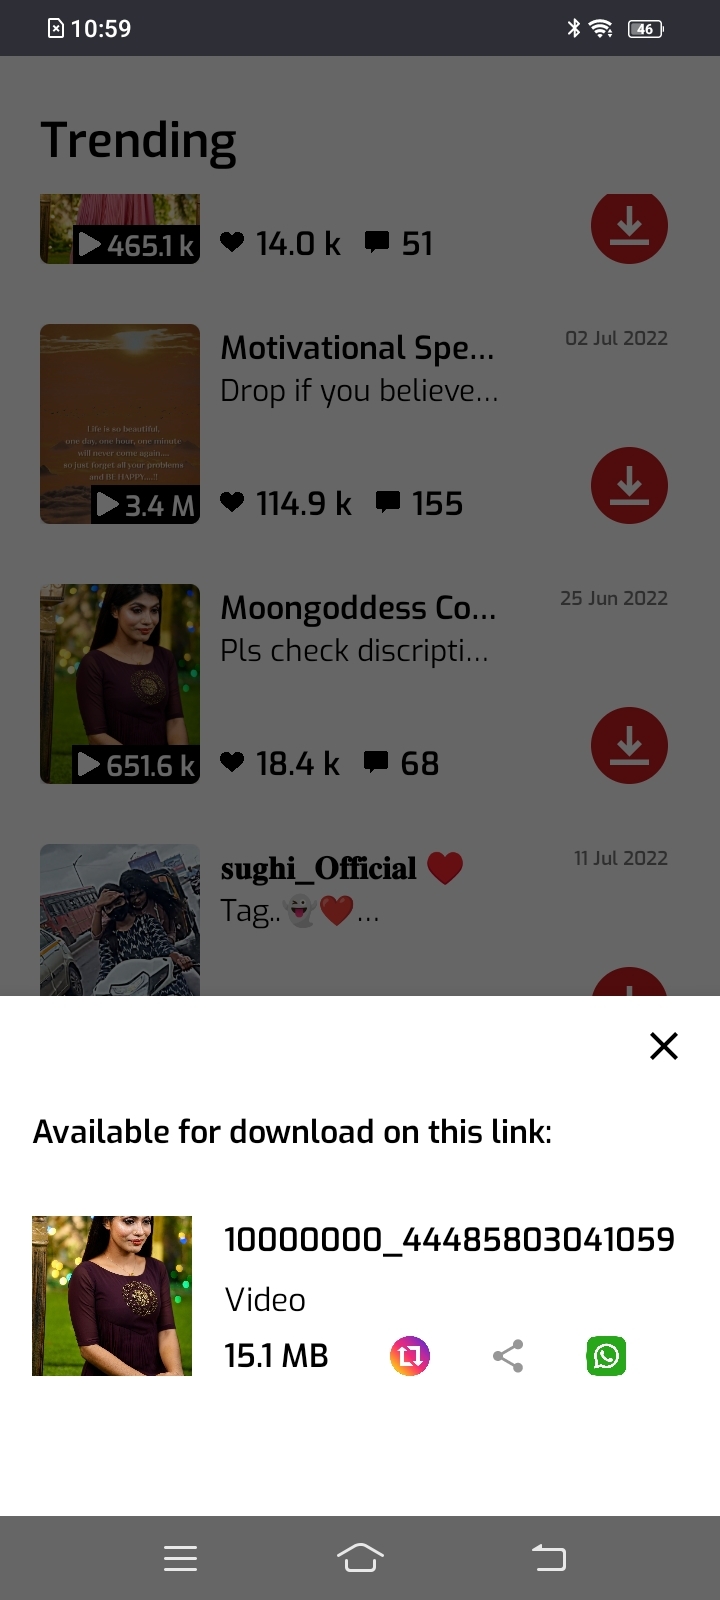 10:59
46
Trending
465.1 k
14.0 k 51
Motivational Spe...
02 Jul 2022
Drop if you believe...
Life is so beautiful,
one day, one hour, one minute
will never come again....
so just forget all your problems
and BE HAPPY....!!
3.4 M
114.9 k 155
Moongoddess Co...
25 Jun 2022
Pls check discripti...
651.6 k
18.4 k 68
sughi_Official ❤️
11 Jul 2022
Tag..👻❤️...
Available for download on this link:
10000000_44485803041059
Video
15.1 MB